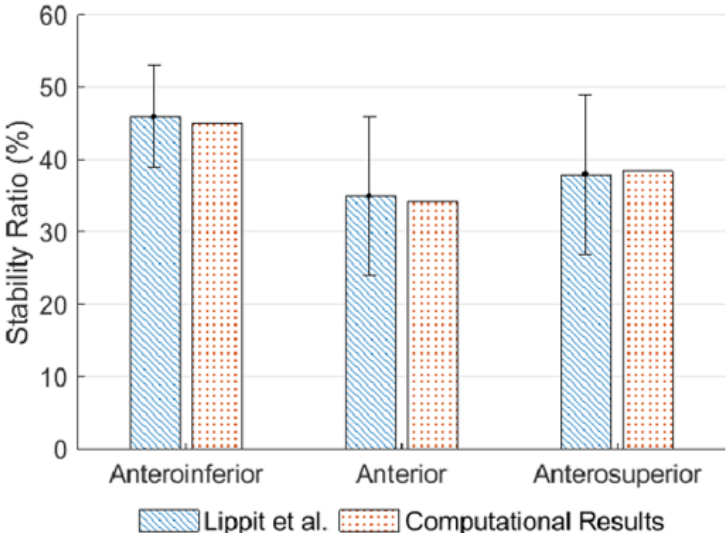 60
50
40
30
20
10
0
Stability Ratio (%)
Anteroinferior Anterior Anterosuperior
Lippit et al. Computational Results